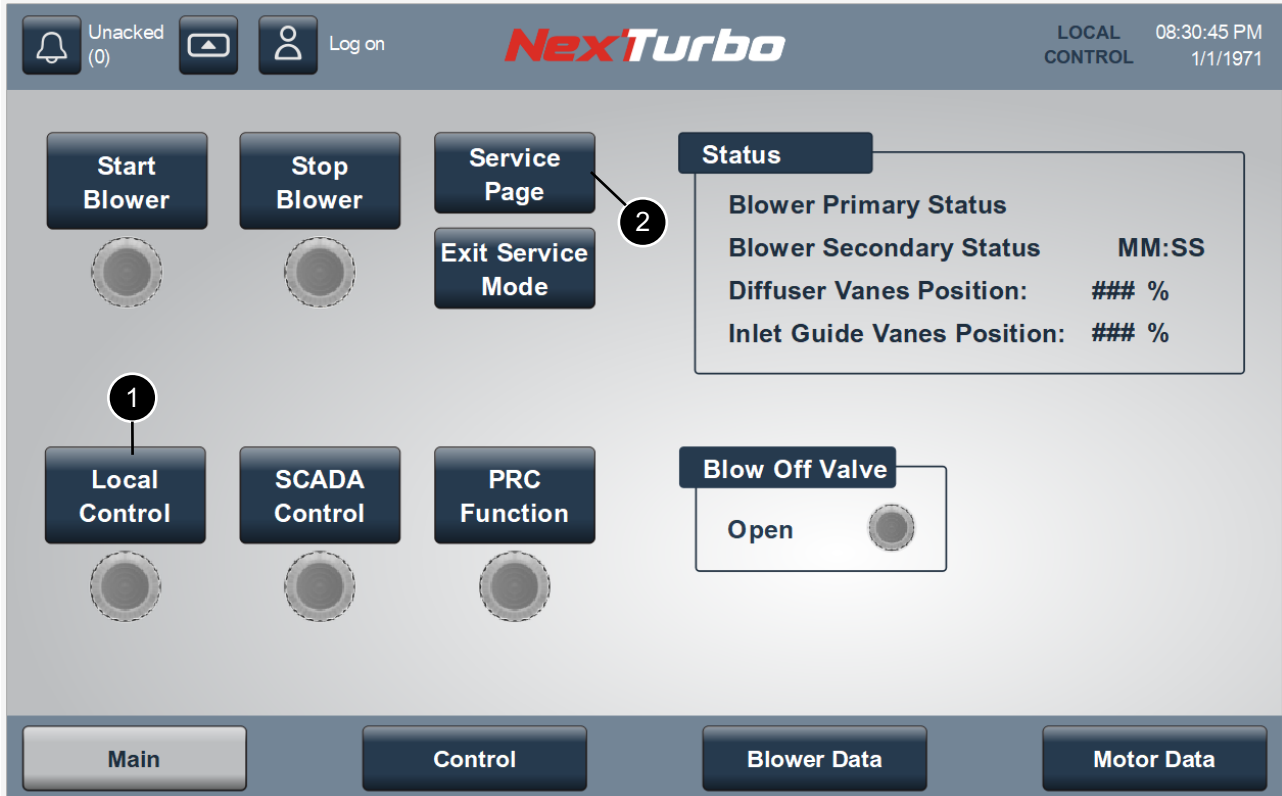 Unacked
(0)
Log on
NexTurbo
LOCAL
CONTROL
08:30:45 PM
1/1/1971
Start
Blower
Stop
Blower
Service
Page
2
Exit Service
Mode
Status
Blower Primary Status
Blower Secondary Status MM:SS
Diffuser Vanes Position: ### %
Inlet Guide Vanes Position: ### %
1
Local
Control
SCADA
Control
PRC
Function
Blow Off Valve
Open
Main
Control
Blower Data
Motor Data